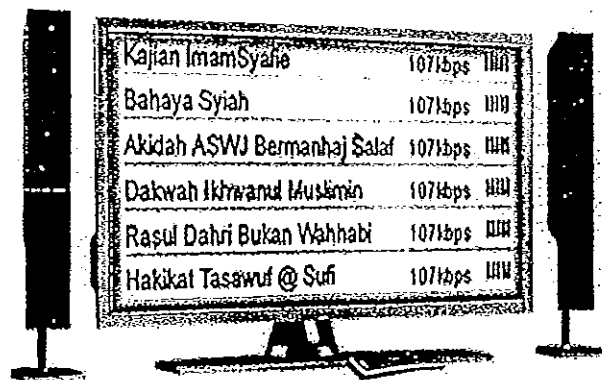 Kajian ImamSyafie 107kbps
Bahaya Syiah 107kbps
Akidah ASWJ Bermanhaj Salaf 107kbps
Dakwah Ikhwanul Muslimin 107kbps
Rasul Dahri Bukan Wahhabi 107kbps
Hakikat Tasawuf @ Sufi 107kbps